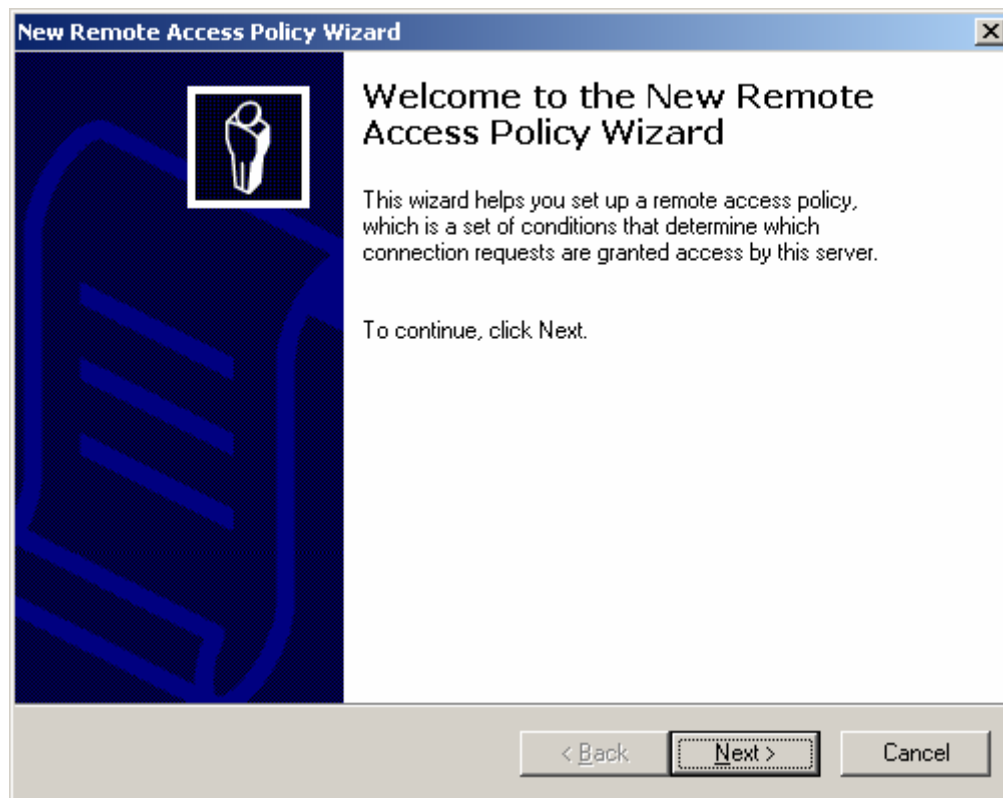 New Remote Access Policy Wizard
Welcome to the New Remote
Access Policy Wizard
This wizard helps you set up a remote access policy,
which is a set of conditions that determine which
connection requests are granted access by this server.
To continue, click Next.
< Back
Next >
Cancel